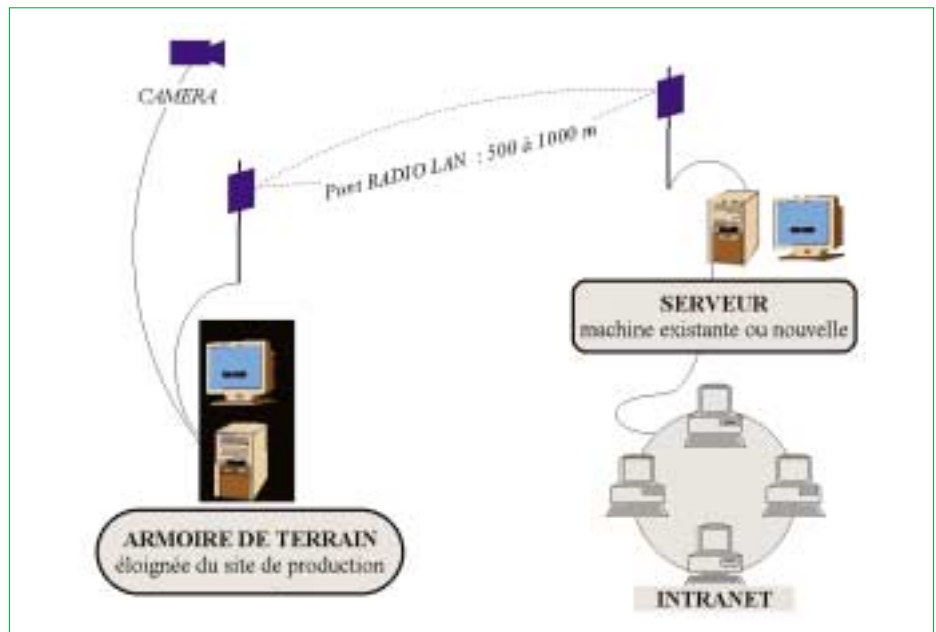 CAMERA
Pont RADIO LAN : 500 à 1000 m
SERVEUR
machine existante ou nouvelle
ARMOIRE DE TERRAIN
éloignée du site de production
INTRANET